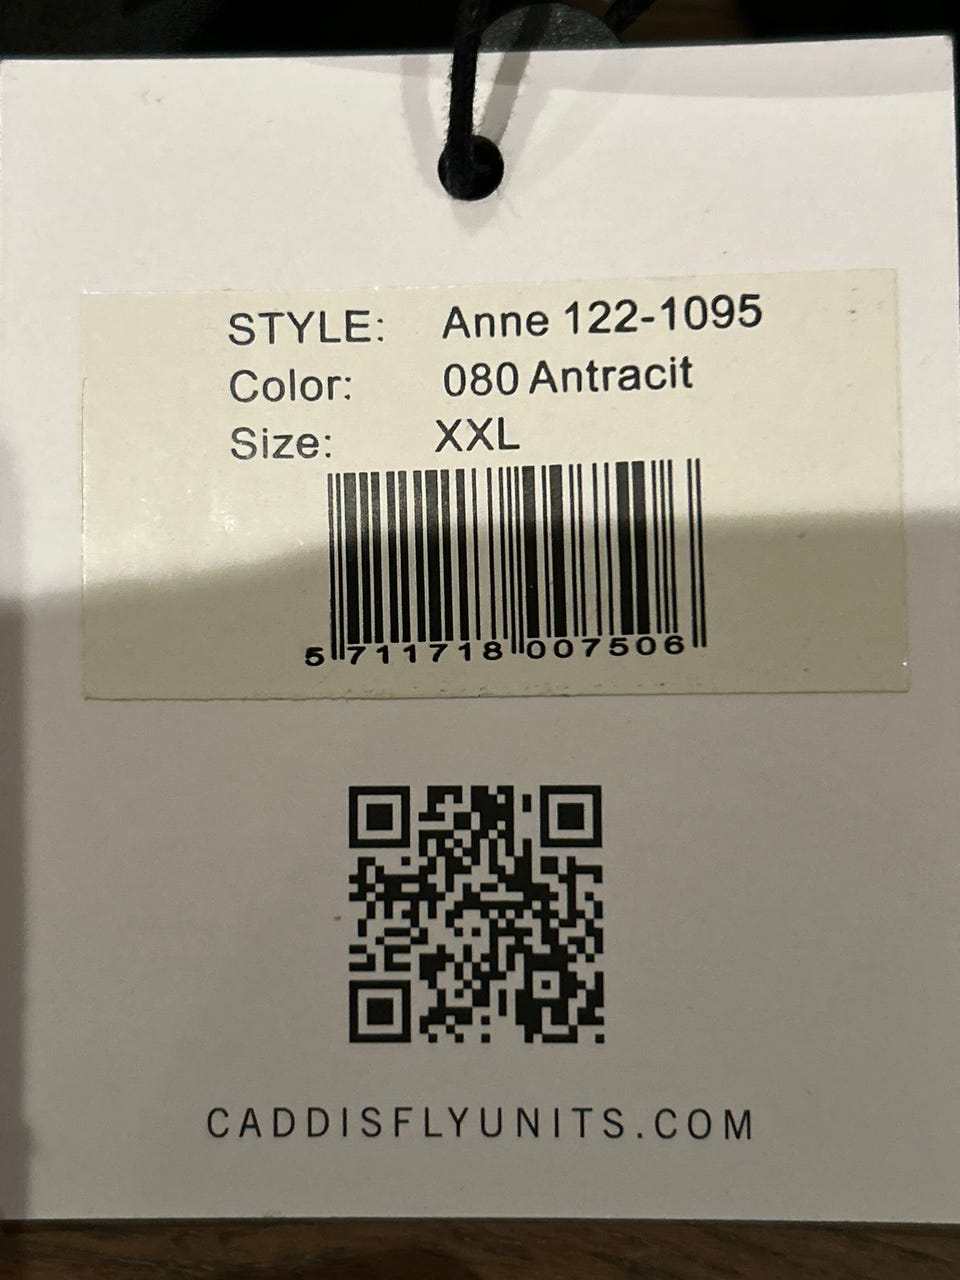 STYLE: Anne 122-1095
Color: 080 Antracit
Size: XXL
5 711718 007506
CADDISFLYUNITS.COM